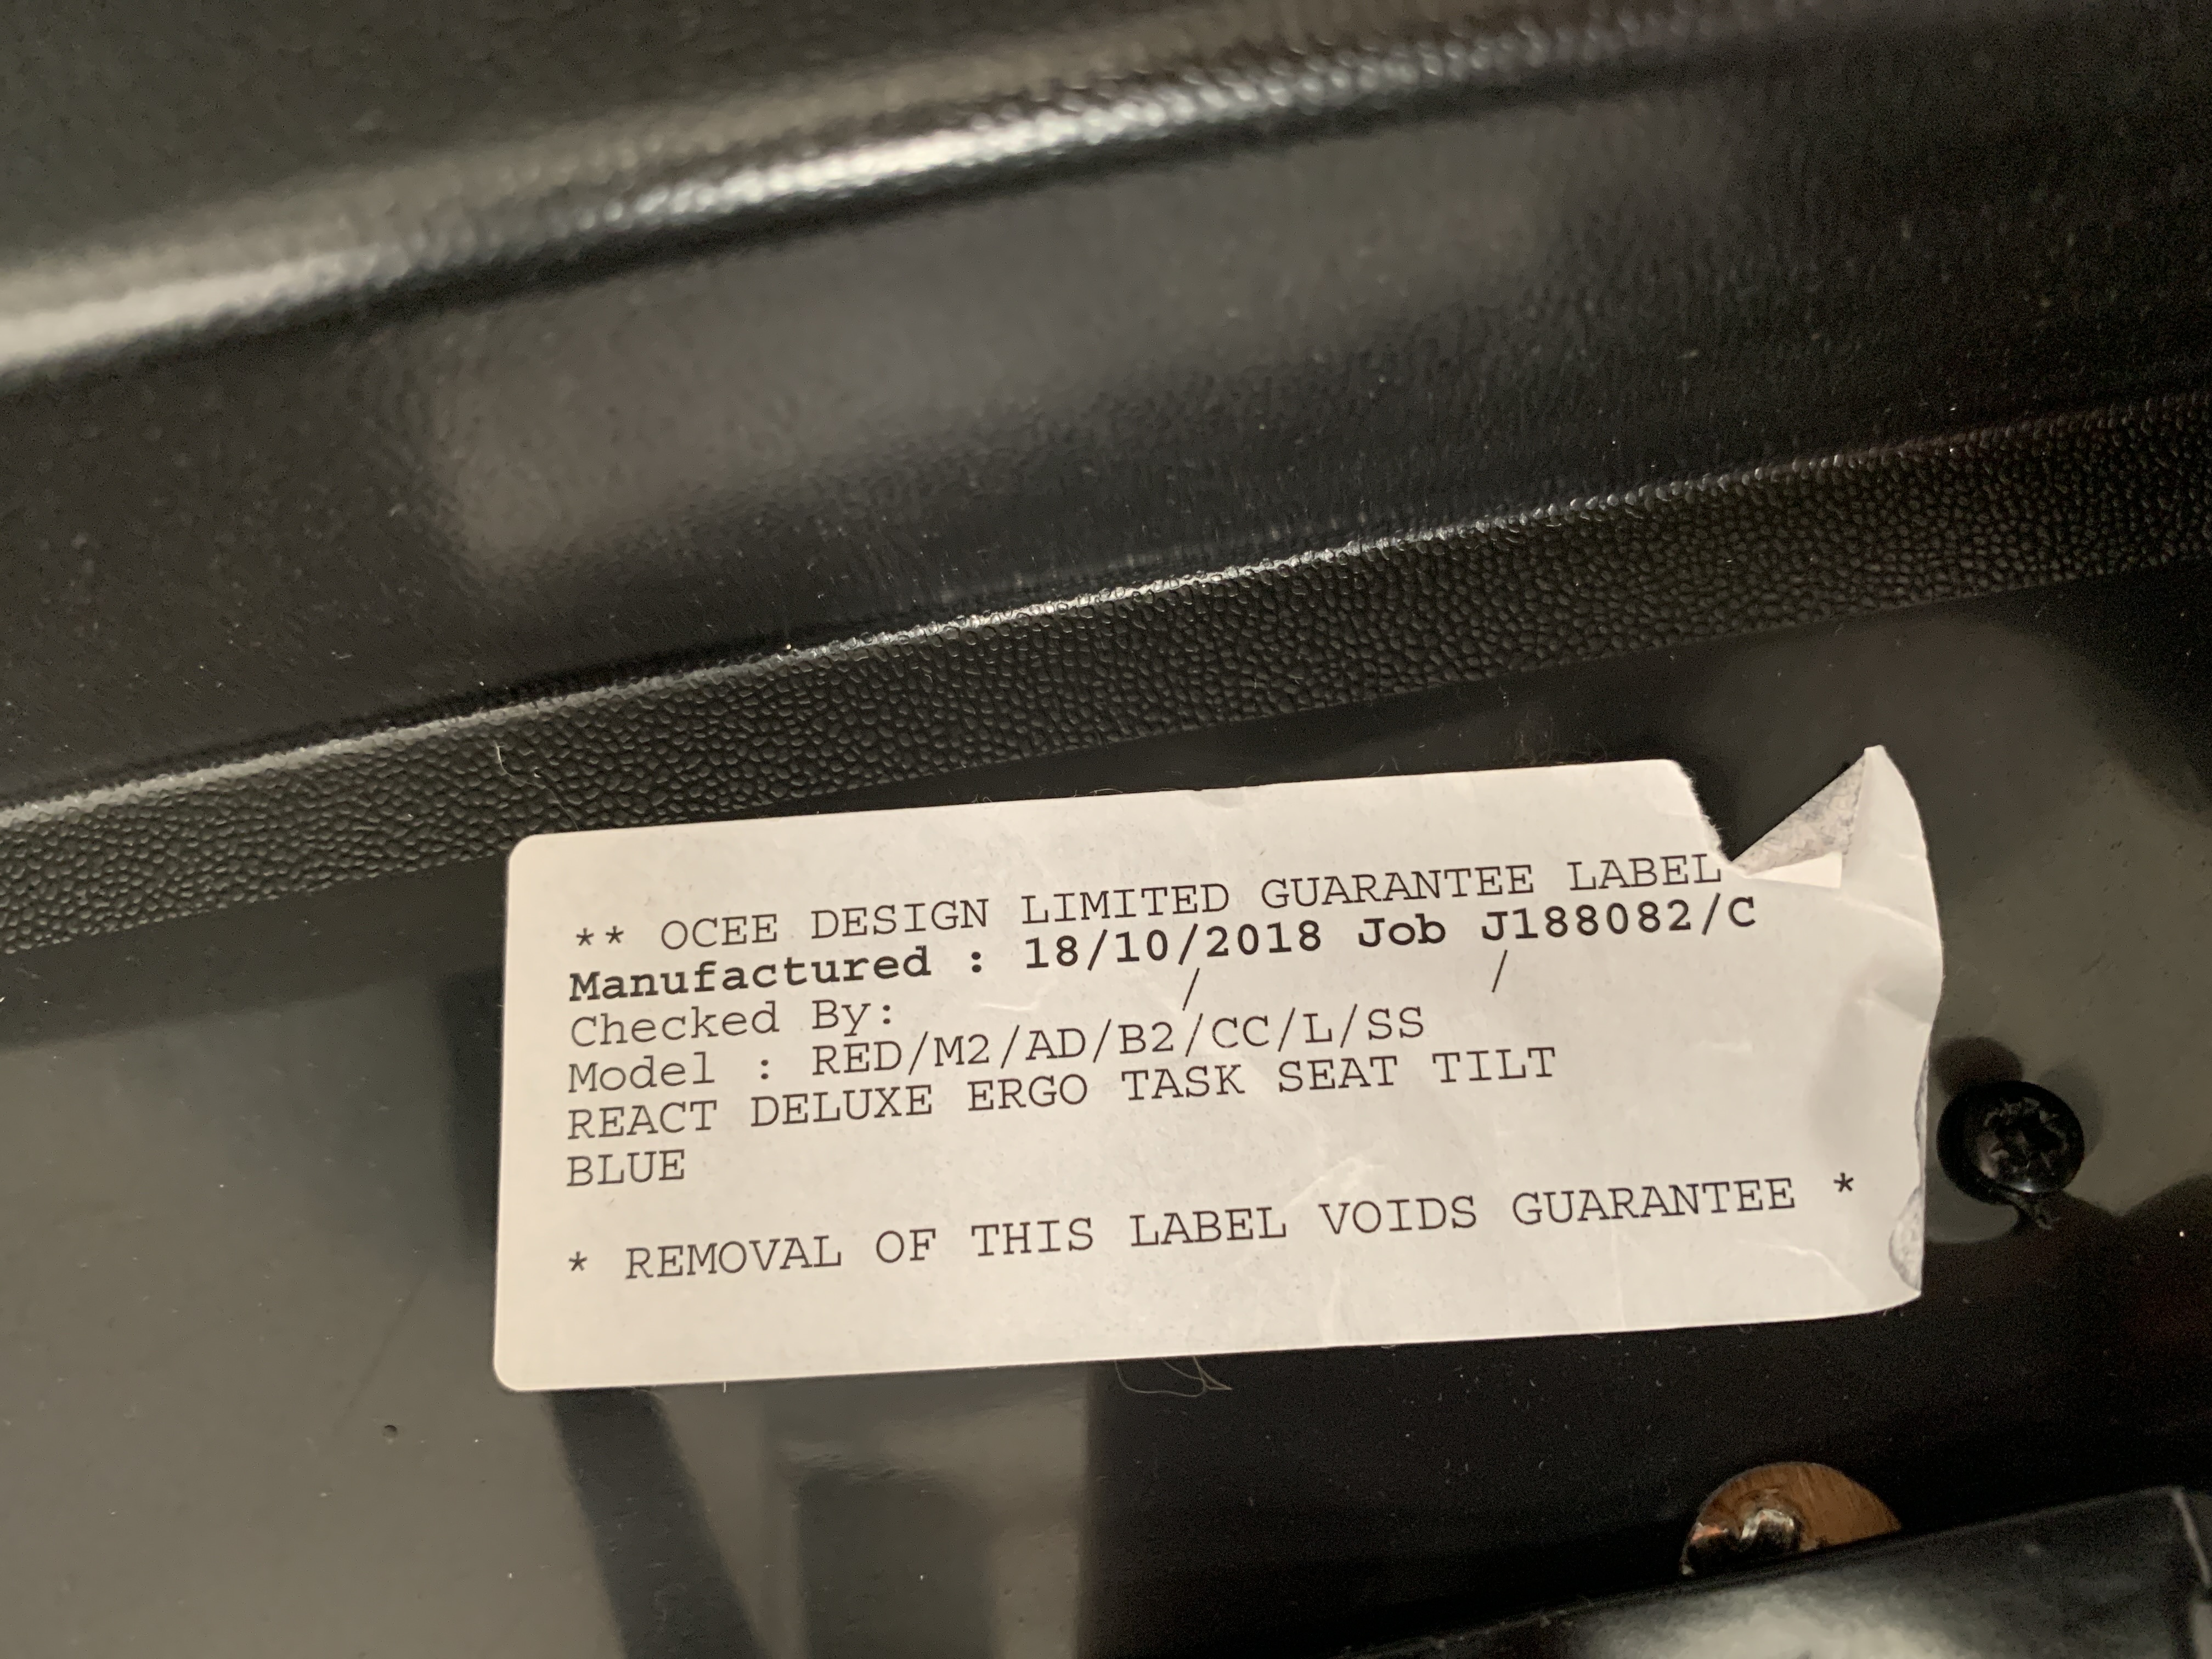 ** OCEE DESIGN LIMITED GUARANTEE LABEL
Manufactured : 18/10/2018 Job J188082/C
Checked By: / /
Model : RED/M2/AD/B2/CC/L/SS
REACT DELUXE ERGO TASK SEAT TILT
BLUE
* REMOVAL OF THIS LABEL VOIDS GUARANTEE *